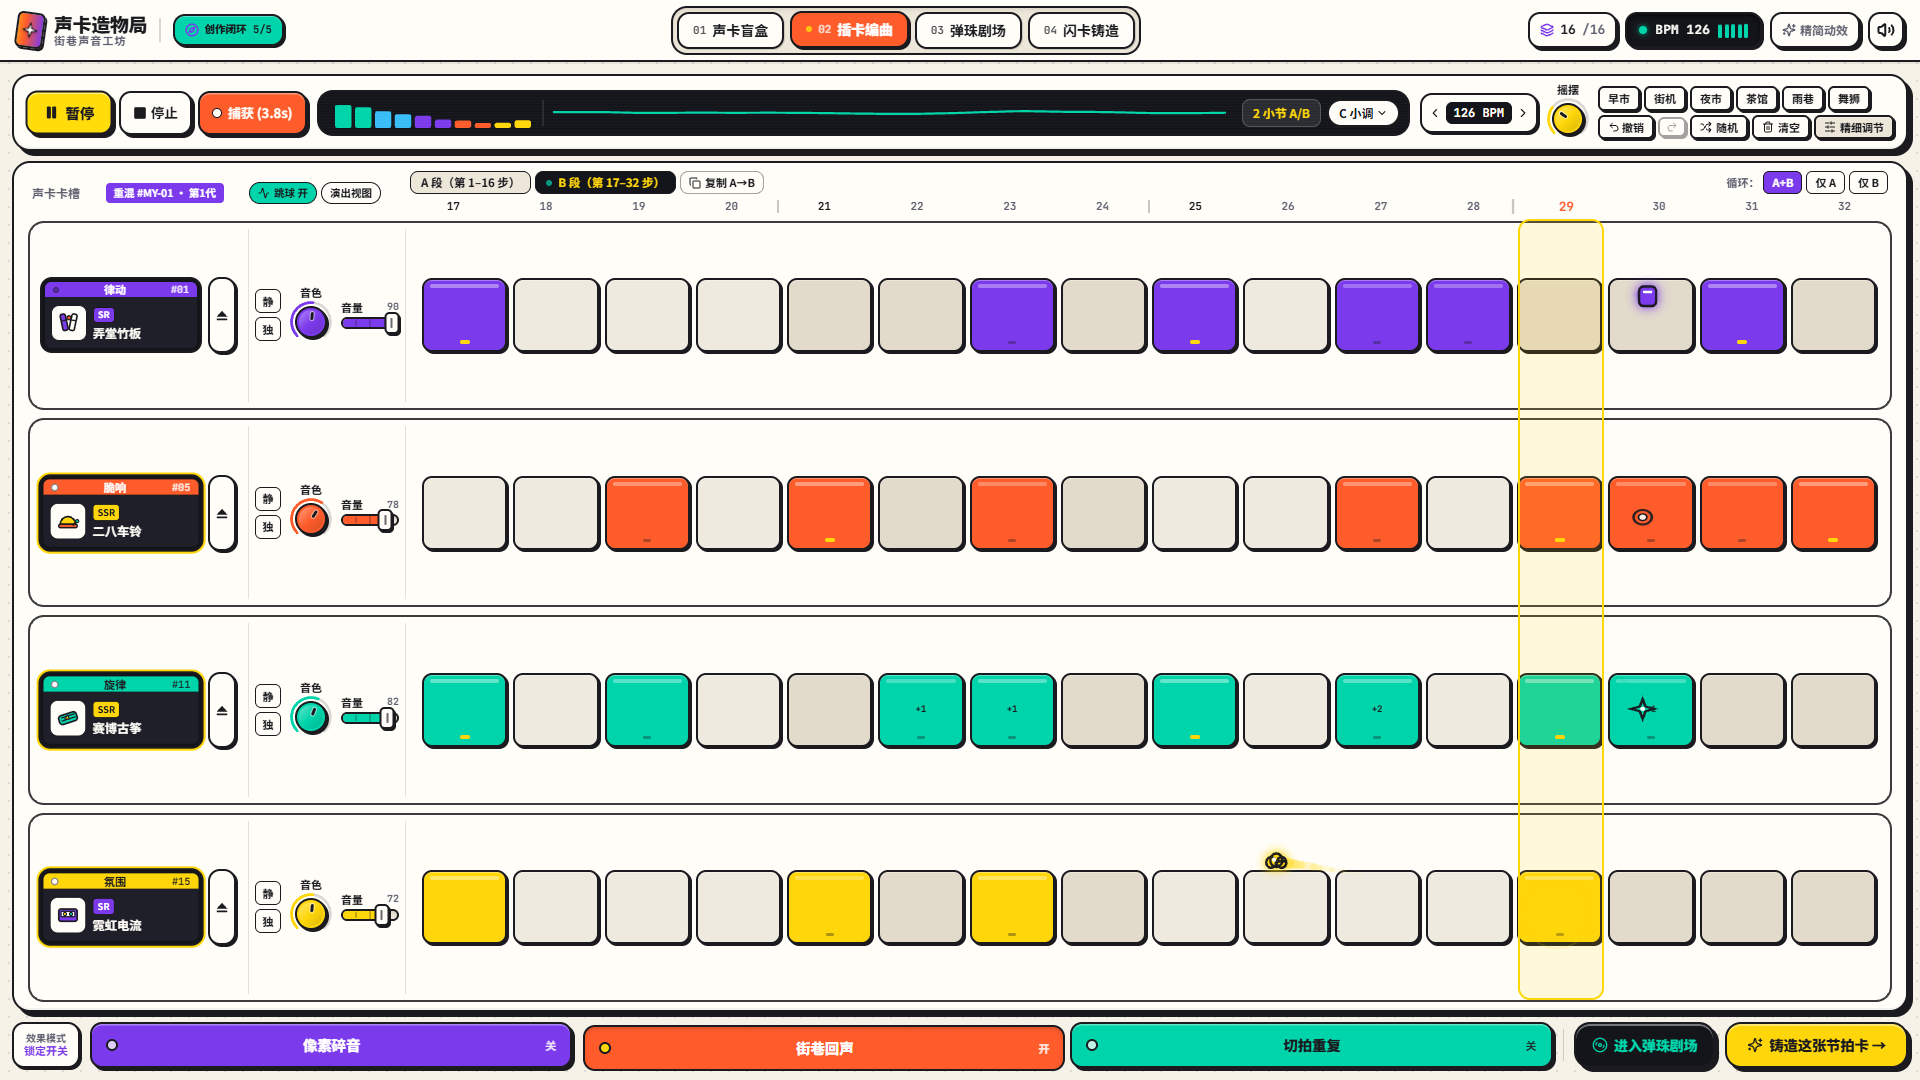 声卡造物局
街巷声音工坊
创作闭环 5/5
01 声卡盲盒
02 插卡编曲
03 弹珠剧场
04 闪卡铸造
16 /16
BPM 126
精简动效
暂停
停止
捕获 (3.8s)
2 小节 A/B
C 小调
126 BPM
摇摆
早市
街机
夜市
茶馆
雨巷
舞狮
撤销
随机
清空
精细调节
声卡卡槽
重混 #MY-01 · 第1代
跳球 开
演出视图
A 段（第 1–16 步）
B 段（第 17–32 步）
复制 A→B
循环:
A+B
仅 A
仅 B
17 18 19 20 21 22 23 24 25 26 27 28 29 30 31 32
律动 #01
SR
弄堂竹板
静
独
音色
音量 90
脆响 #05
SSR
二八车铃
静
独
音色
音量 78
旋律 #11
SSR
赛博古筝
静
独
音色
音量 82
+1 +1 +2
氛围 #15
SR
霓虹电流
静
独
音色
音量 72
效果模式
锁定开关
像素碎音 关
街巷回声 开
切拍重复 关
进入弹珠剧场
铸造这张节拍卡 →